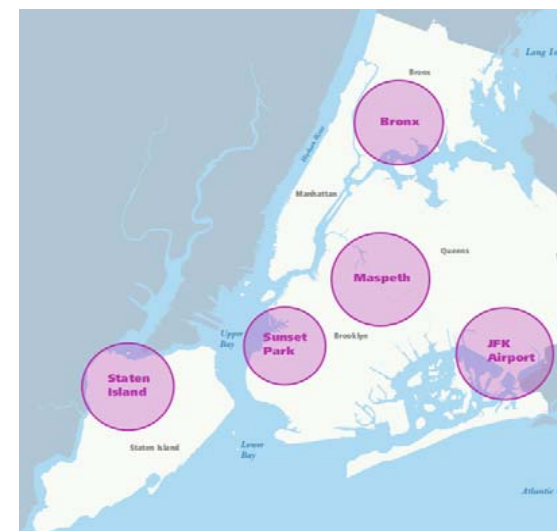 Long Is
Bronx
Bronx
Hudson River
Manhattan
Queens
Maspeth
Upper
Bay
Sunset
Park
Brooklyn
JFK
Airport
Staten
Island
Staten Island
Lower
Bay
Atlantic